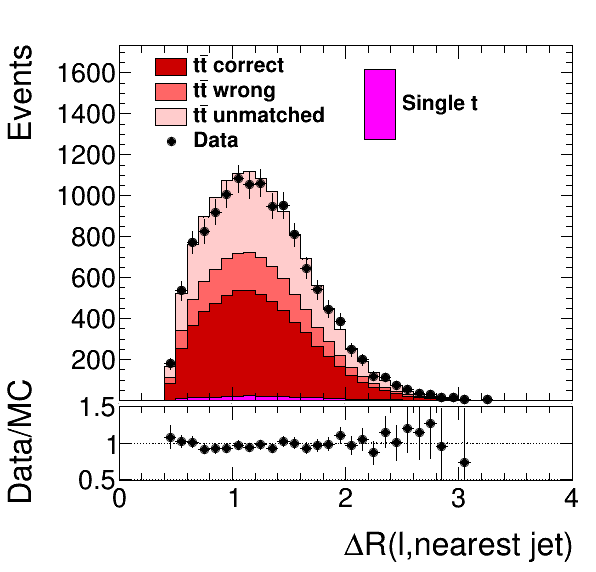 Events
1600
1400
1200
1000
800
600
400
200
tt̄ correct
tt̄ wrong
tt̄ unmatched
Data
Single t
Data/MC
1.5
1
0.5
0 1 2 3 4
ΔR(l,nearest jet)